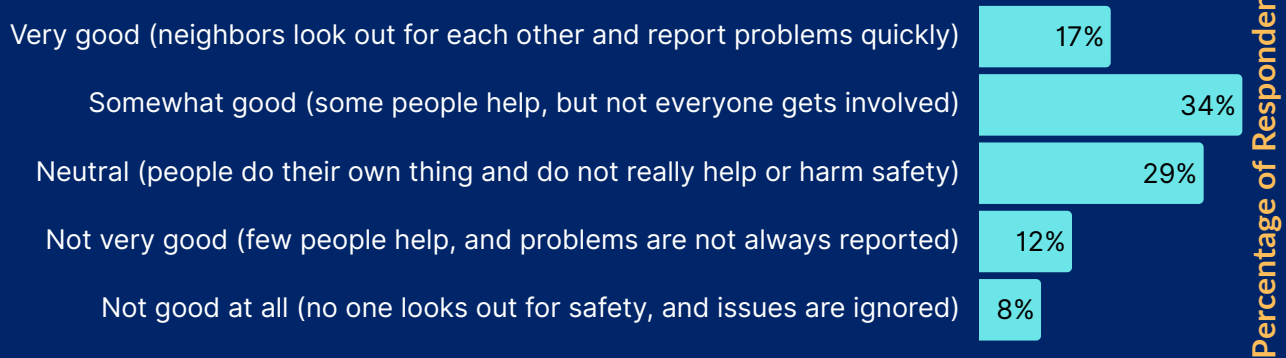 Very good (neighbors look out for each other and report problems quickly) 17%
Somewhat good (some people help, but not everyone gets involved) 34%
Neutral (people do their own thing and do not really help or harm safety) 29%
Not very good (few people help, and problems are not always reported) 12%
Not good at all (no one looks out for safety, and issues are ignored) 8%
Percentage of